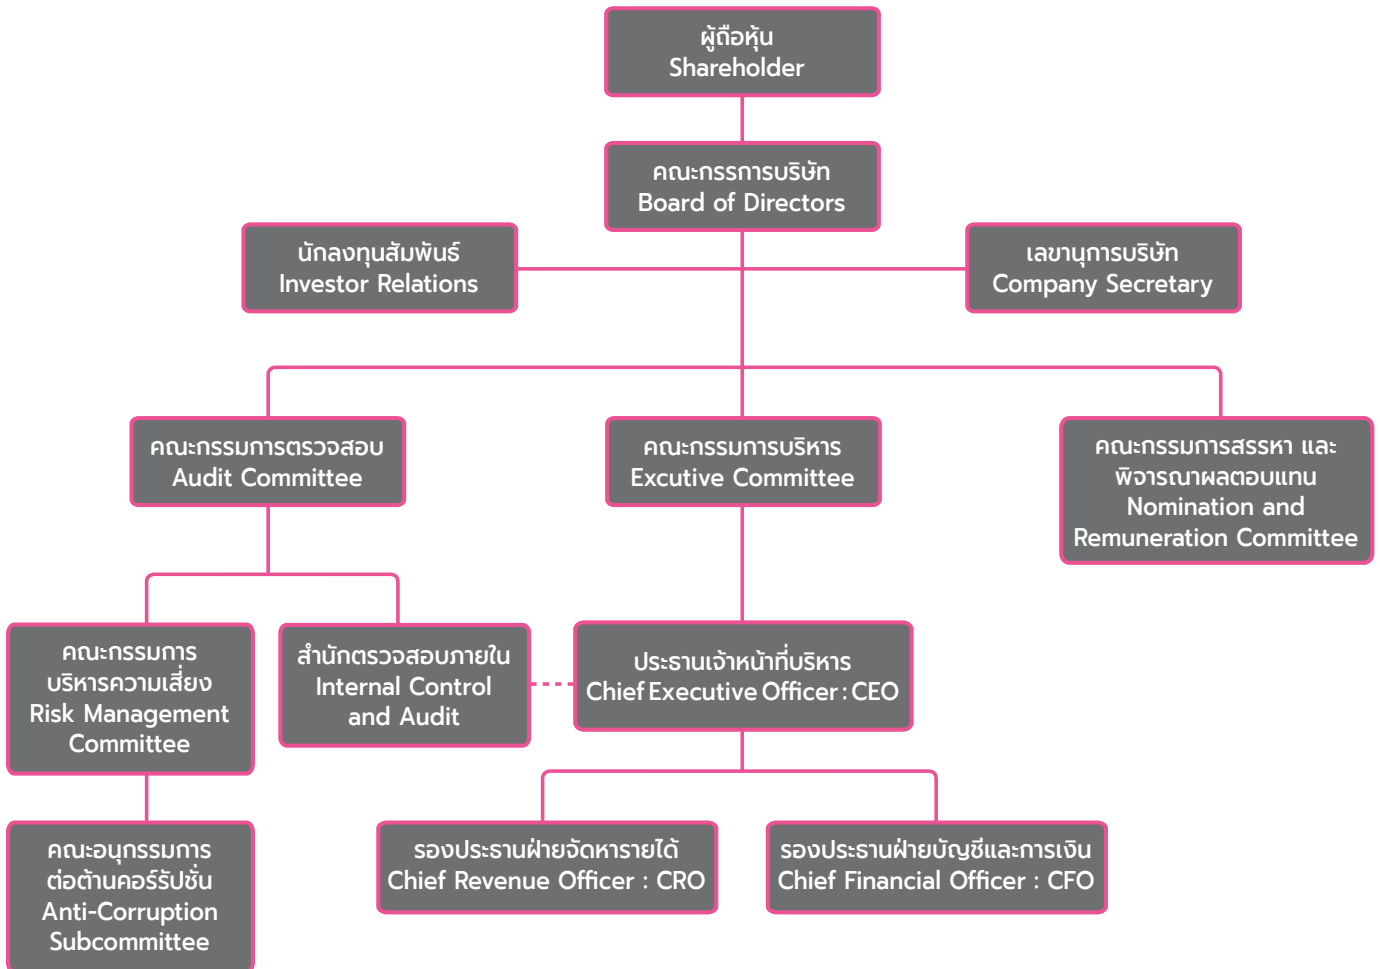 ผู้ถือหุ้น
Shareholder
คณะกรรการบริษัท
Board of Directors
นักลงทุนสัมพันธ์
Investor Relations
เลขานุการบริษัท
Company Secretary
คณะกรรมการตรวจสอบ
Audit Committee
คณะกรรมการบริหาร
Excutive Committee
คณะกรรมการสรรหา และ
พิจารณาผลตอบแทน
Nomination and
Remuneration Committee
คณะกรรมการ
บริหารความเสี่ยง
Risk Management
Committee
สำนักตรวจสอบภายใน
Internal Control
and Audit
ประธานเจ้าหน้าที่บริหาร
Chief Executive Officer : CEO
คณะอนุกรรมการ
ต่อต้านคอร์รัปชั่น
Anti-Corruption
Subcommittee
รองประธานฝ่ายจัดหารายได้
Chief Revenue Officer : CRO
รองประธานฝ่ายบัญชีและการเงิน
Chief Financial Officer : CFO